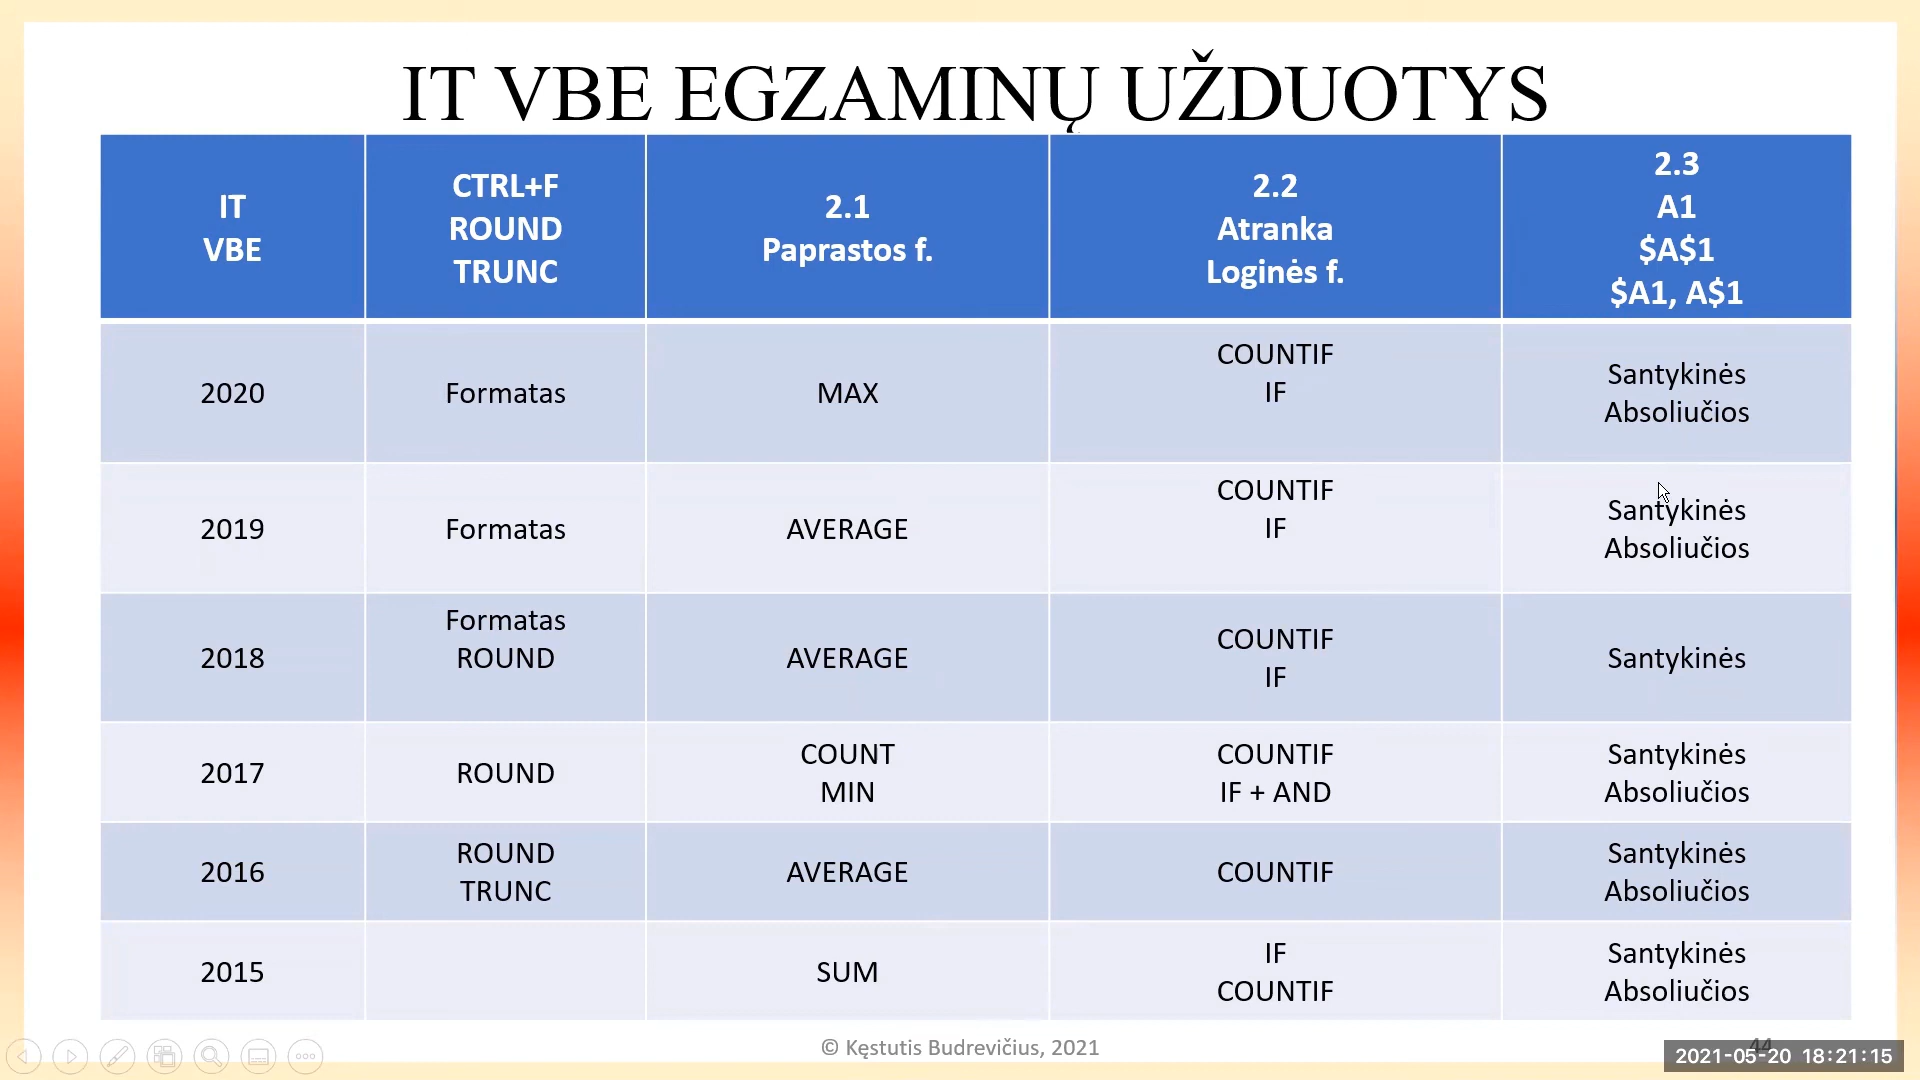 IT VBE EGZAMINŲ UŽDUOTYS
IT
VBE
CTRL+F
ROUND
TRUNC
2.1
Paprastos f.
2.2
Atranka
Loginės f.
2.3
A1
$A$1
$A1, A$1
2020
Formatas
MAX
COUNTIF
IF
Santykinės
Absoliučios
2019
Formatas
AVERAGE
COUNTIF
IF
Santykinės
Absoliučios
2018
Formatas
ROUND
AVERAGE
COUNTIF
IF
Santykinės
2017
ROUND
COUNT
MIN
COUNTIF
IF + AND
Santykinės
Absoliučios
2016
ROUND
TRUNC
AVERAGE
COUNTIF
Santykinės
Absoliučios
2015
SUM
IF
COUNTIF
Santykinės
Absoliučios
© Kęstutis Budrevičius, 2021
44
2021-05-20 18:21:15